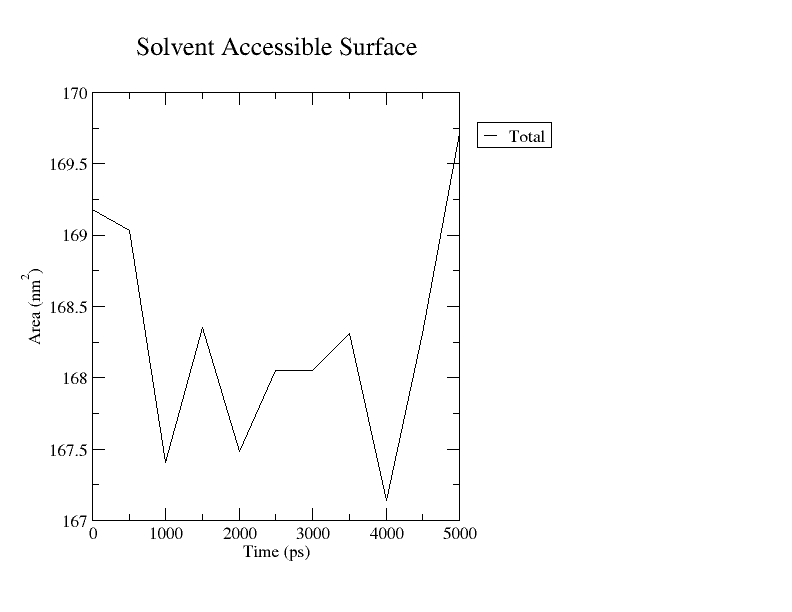 Solvent Accessible Surface
170
169.5
169
168.5
168
167.5
167
Area (nm²)
0 1000 2000 3000 4000 5000
Time (ps)
Total